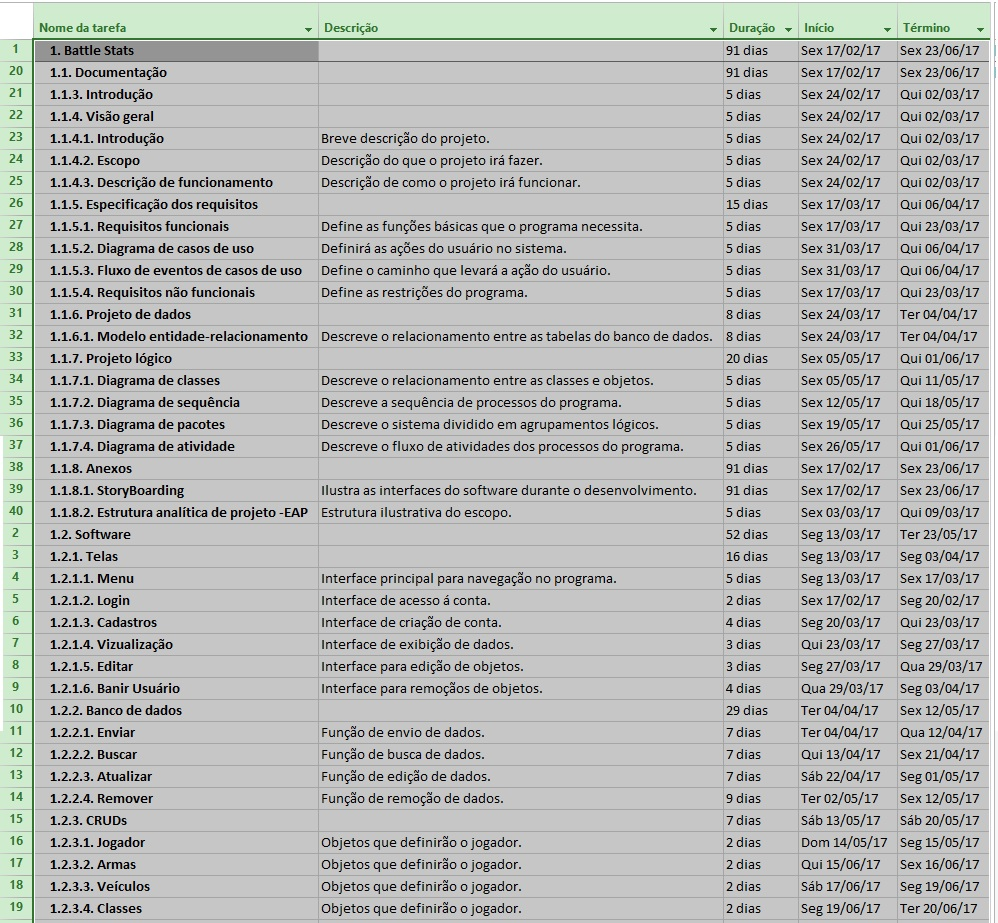 Nome da tarefa Descrição Duração Início Término
1 1. Battle Stats 91 dias Sex 17/02/17 Sex 23/06/17
20 1.1. Documentação 91 dias Sex 17/02/17 Sex 23/06/17
21 1.1.3. Introdução 5 dias Sex 24/02/17 Qui 02/03/17
22 1.1.4. Visão geral 5 dias Sex 24/02/17 Qui 02/03/17
23 1.1.4.1. Introdução Breve descrição do projeto. 5 dias Sex 24/02/17 Qui 02/03/17
24 1.1.4.2. Escopo Descrição do que o projeto irá fazer. 5 dias Sex 24/02/17 Qui 02/03/17
25 1.1.4.3. Descrição de funcionamento Descrição de como o projeto irá funcionar. 5 dias Sex 24/02/17 Qui 02/03/17
26 1.1.5. Especificação dos requisitos 15 dias Sex 17/03/17 Qui 06/04/17
27 1.1.5.1. Requisitos funcionais Define as funções básicas que o programa necessita. 5 dias Sex 17/03/17 Qui 23/03/17
28 1.1.5.2. Diagrama de casos de uso Definirá as ações do usuário no sistema. 5 dias Sex 31/03/17 Qui 06/04/17
29 1.1.5.3. Fluxo de eventos de casos de uso Define o caminho que levará a ação do usuário. 5 dias Sex 31/03/17 Qui 06/04/17
30 1.1.5.4. Requisitos não funcionais Define as restrições do programa. 5 dias Sex 17/03/17 Qui 23/03/17
31 1.1.6. Projeto de dados 8 dias Sex 24/03/17 Ter 04/04/17
32 1.1.6.1. Modelo entidade-relacionamento Descreve o relacionamento entre as tabelas do banco de dados. 8 dias Sex 24/03/17 Ter 04/04/17
33 1.1.7. Projeto lógico 20 dias Sex 05/05/17 Qui 01/06/17
34 1.1.7.1. Diagrama de classes Descreve o relacionamento entre as classes e objetos. 5 dias Sex 05/05/17 Qui 11/05/17
35 1.1.7.2. Diagrama de sequência Descreve a sequência de processos do programa. 5 dias Sex 12/05/17 Qui 18/05/17
36 1.1.7.3. Diagrama de pacotes Descreve o sistema dividido em agrupamentos lógicos. 5 dias Sex 19/05/17 Qui 25/05/17
37 1.1.7.4. Diagrama de atividade Descreve o fluxo de atividades dos processos do programa. 5 dias Sex 26/05/17 Qui 01/06/17
38 1.1.8. Anexos 91 dias Sex 17/02/17 Sex 23/06/17
39 1.1.8.1. StoryBoarding Ilustra as interfaces do software durante o desenvolvimento. 91 dias Sex 17/02/17 Sex 23/06/17
40 1.1.8.2. Estrutura analítica de projeto -EAP Estrutura ilustrativa do escopo. 5 dias Sex 03/03/17 Qui 09/03/17
2 1.2. Software 52 dias Seg 13/03/17 Ter 23/05/17
3 1.2.1. Telas 16 dias Seg 13/03/17 Seg 03/04/17
4 1.2.1.1. Menu Interface principal para navegação no programa. 5 dias Seg 13/03/17 Sex 17/03/17
5 1.2.1.2. Login Interface de acesso á conta. 2 dias Sex 17/02/17 Seg 20/02/17
6 1.2.1.3. Cadastros Interface de criação de conta. 4 dias Seg 20/03/17 Qui 23/03/17
7 1.2.1.4. Vizualização Interface de exibição de dados. 3 dias Qui 23/03/17 Seg 27/03/17
8 1.2.1.5. Editar Interface para edição de objetos. 3 dias Seg 27/03/17 Qua 29/03/17
9 1.2.1.6. Banir Usuário Interface para remoçãos de objetos. 4 dias Qua 29/03/17 Seg 03/04/17
10 1.2.2. Banco de dados 29 dias Ter 04/04/17 Sex 12/05/17
11 1.2.2.1. Enviar Função de envio de dados. 7 dias Ter 04/04/17 Qua 12/04/17
12 1.2.2.2. Buscar Função de busca de dados. 7 dias Qui 13/04/17 Sex 21/04/17
13 1.2.2.3. Atualizar Função de edição de dados. 7 dias Sáb 22/04/17 Seg 01/05/17
14 1.2.2.4. Remover Função de remoção de dados. 9 dias Ter 02/05/17 Sex 12/05/17
15 1.2.3. CRUDs 7 dias Sáb 13/05/17 Sáb 20/05/17
16 1.2.3.1. Jogador Objetos que definirão o jogador. 2 dias Dom 14/05/17 Seg 15/05/17
17 1.2.3.2. Armas Objetos que definirão o jogador. 2 dias Qui 15/06/17 Sex 16/06/17
18 1.2.3.3. Veículos Objetos que definirão o jogador. 2 dias Sáb 17/06/17 Seg 19/06/17
19 1.2.3.4. Classes Objetos que definirão o jogador. 2 dias Seg 19/06/17 Ter 20/06/17